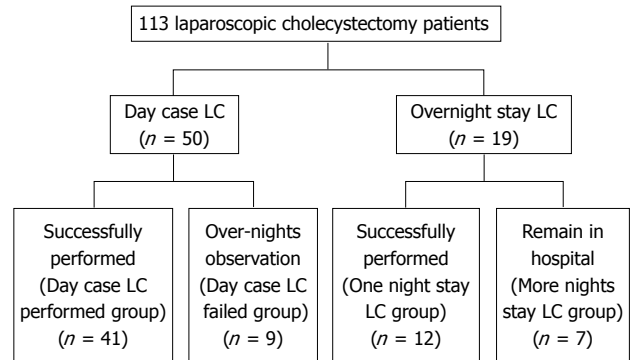 113 laparoscopic cholecystectomy patients
Day case LC
(n = 50)
Overnight stay LC
(n = 19)
Successfully
performed
(Day case LC
performed group)
(n = 41)
Over-nights
observation
(Day case LC
failed group)
(n = 9)
Successfully
performed
(One night stay
LC group)
(n = 12)
Remain in
hospital
(More nights
stay LC group)
(n = 7)